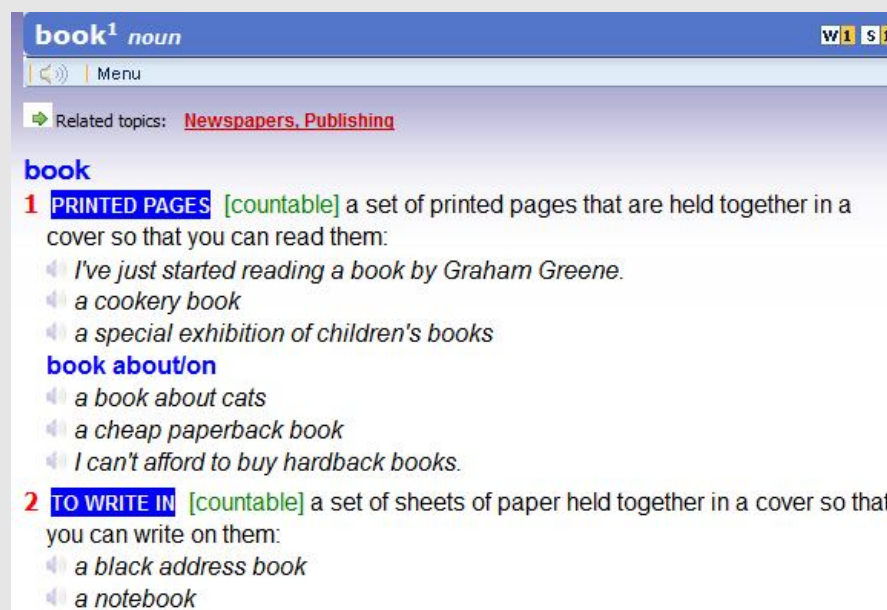 book1 noun W1 S1
Menu
Related topics: Newspapers, Publishing
book
1 PRINTED PAGES [countable] a set of printed pages that are held together in a
cover so that you can read them:
I've just started reading a book by Graham Greene.
a cookery book
a special exhibition of children's books
book about/on
a book about cats
a cheap paperback book
I can't afford to buy hardback books.
2 TO WRITE IN [countable] a set of sheets of paper held together in a cover so that
you can write on them:
a black address book
a notebook